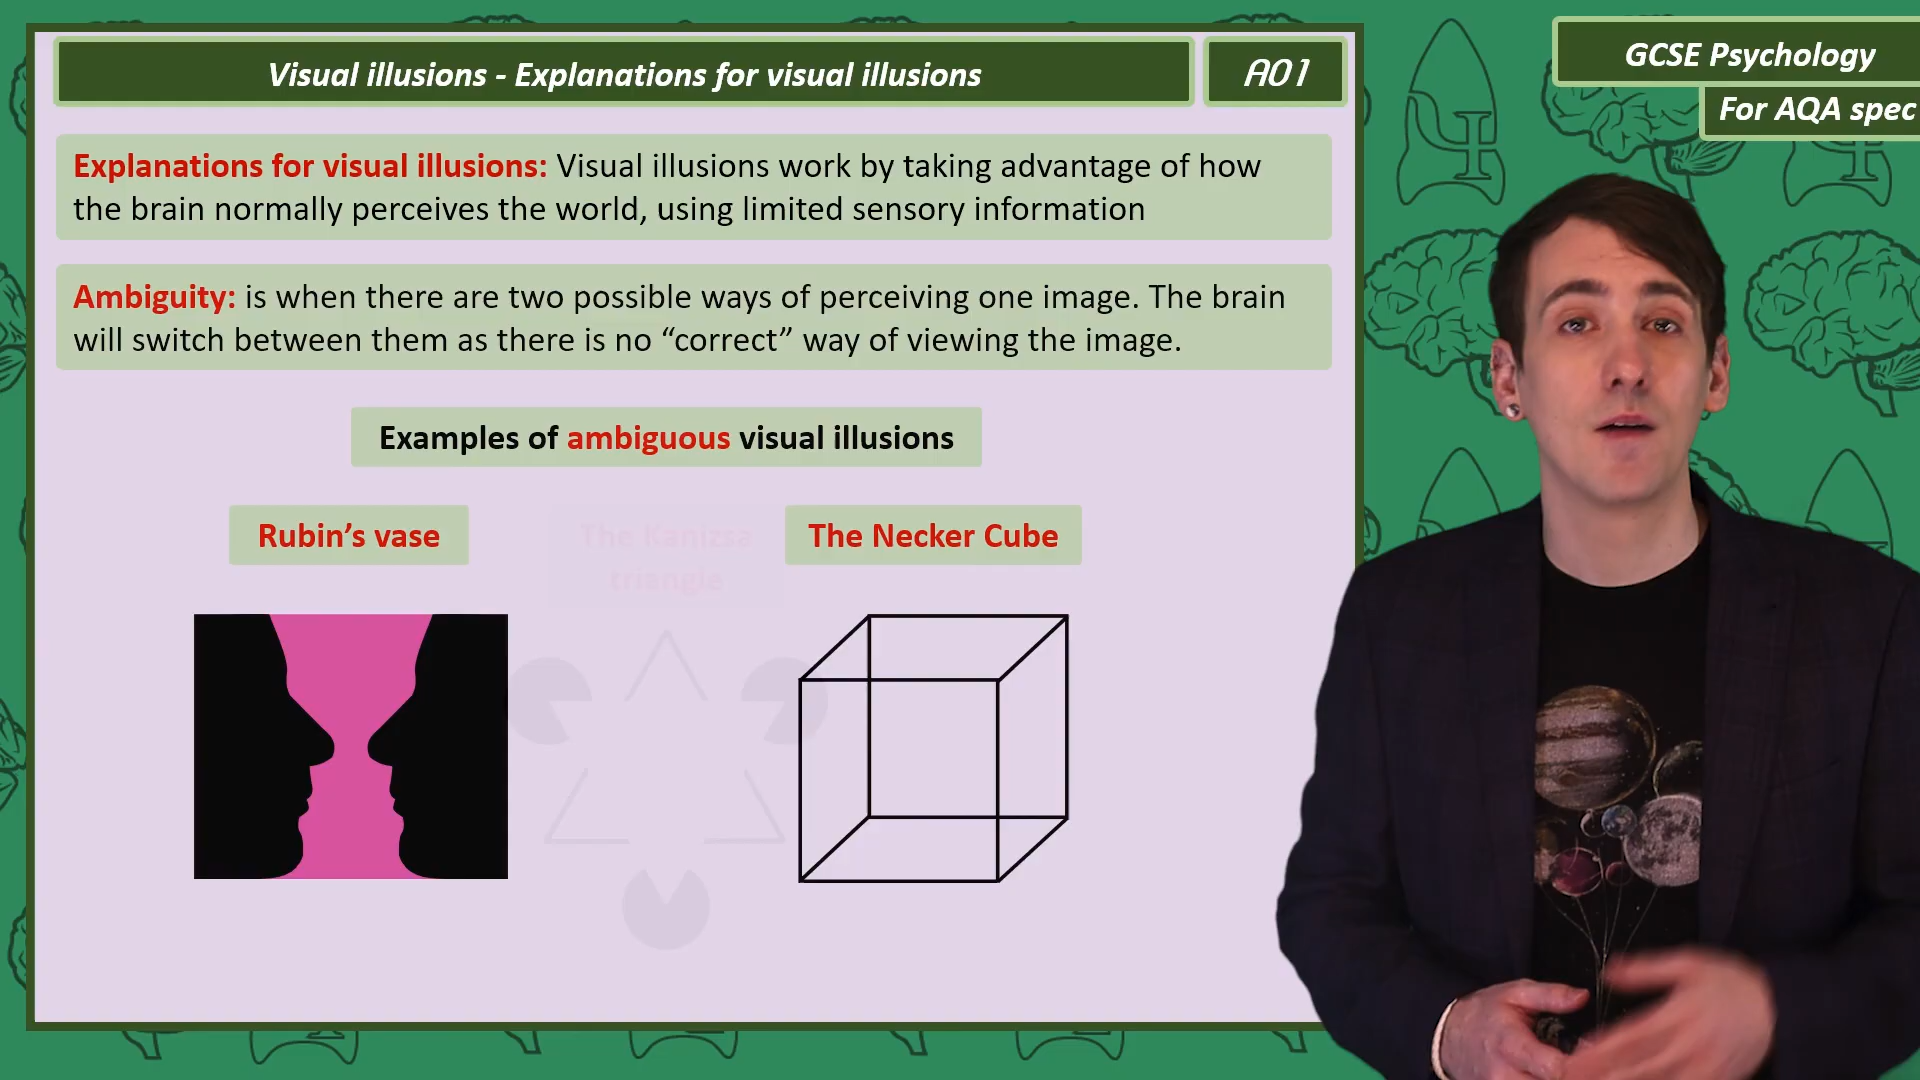 Visual illusions - Explanations for visual illusions
AO1
GCSE Psychology
For AQA spec
Explanations for visual illusions: Visual illusions work by taking advantage of how
the brain normally perceives the world, using limited sensory information
Ambiguity: is when there are two possible ways of perceiving one image. The brain
will switch between them as there is no “correct” way of viewing the image.
Examples of ambiguous visual illusions
Rubin’s vase
The Kanizsa
triangle
The Necker Cube